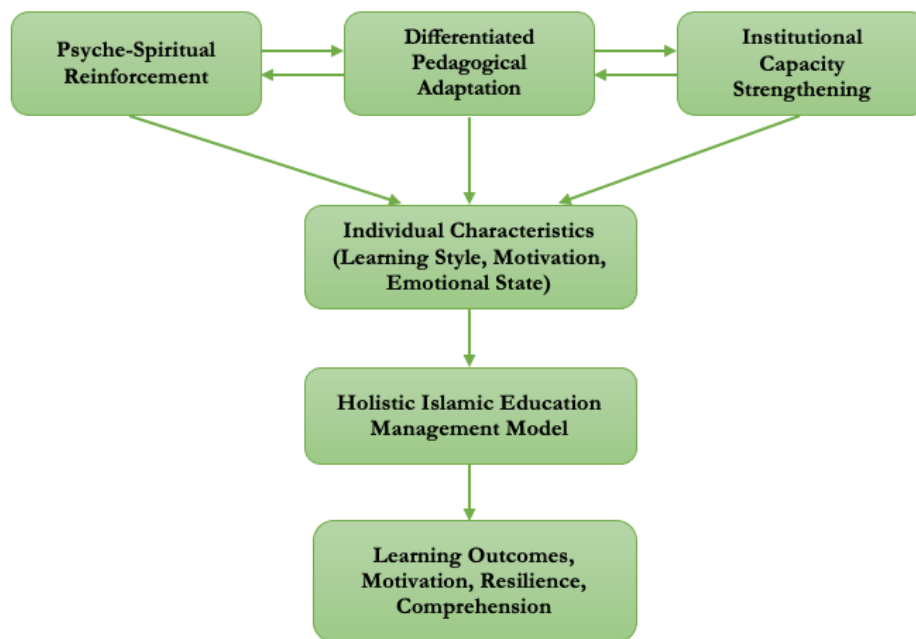 Psyche-Spiritual
Reinforcement
Differentiated
Pedagogical
Adaptation
Institutional
Capacity
Strengthening
Individual Characteristics
(Learning Style, Motivation,
Emotional State)
Holistic Islamic Education
Management Model
Learning Outcomes,
Motivation, Resilience,
Comprehension